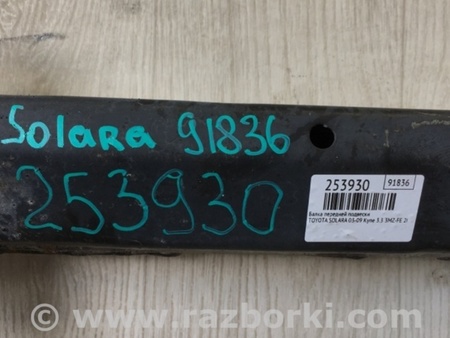 Solara 91836
253930
253930 91836
Балка передней подвески
TOYOTA SOLARA 03-09 Купе 3.3 3MZ-FE 2I
www.razborki.com